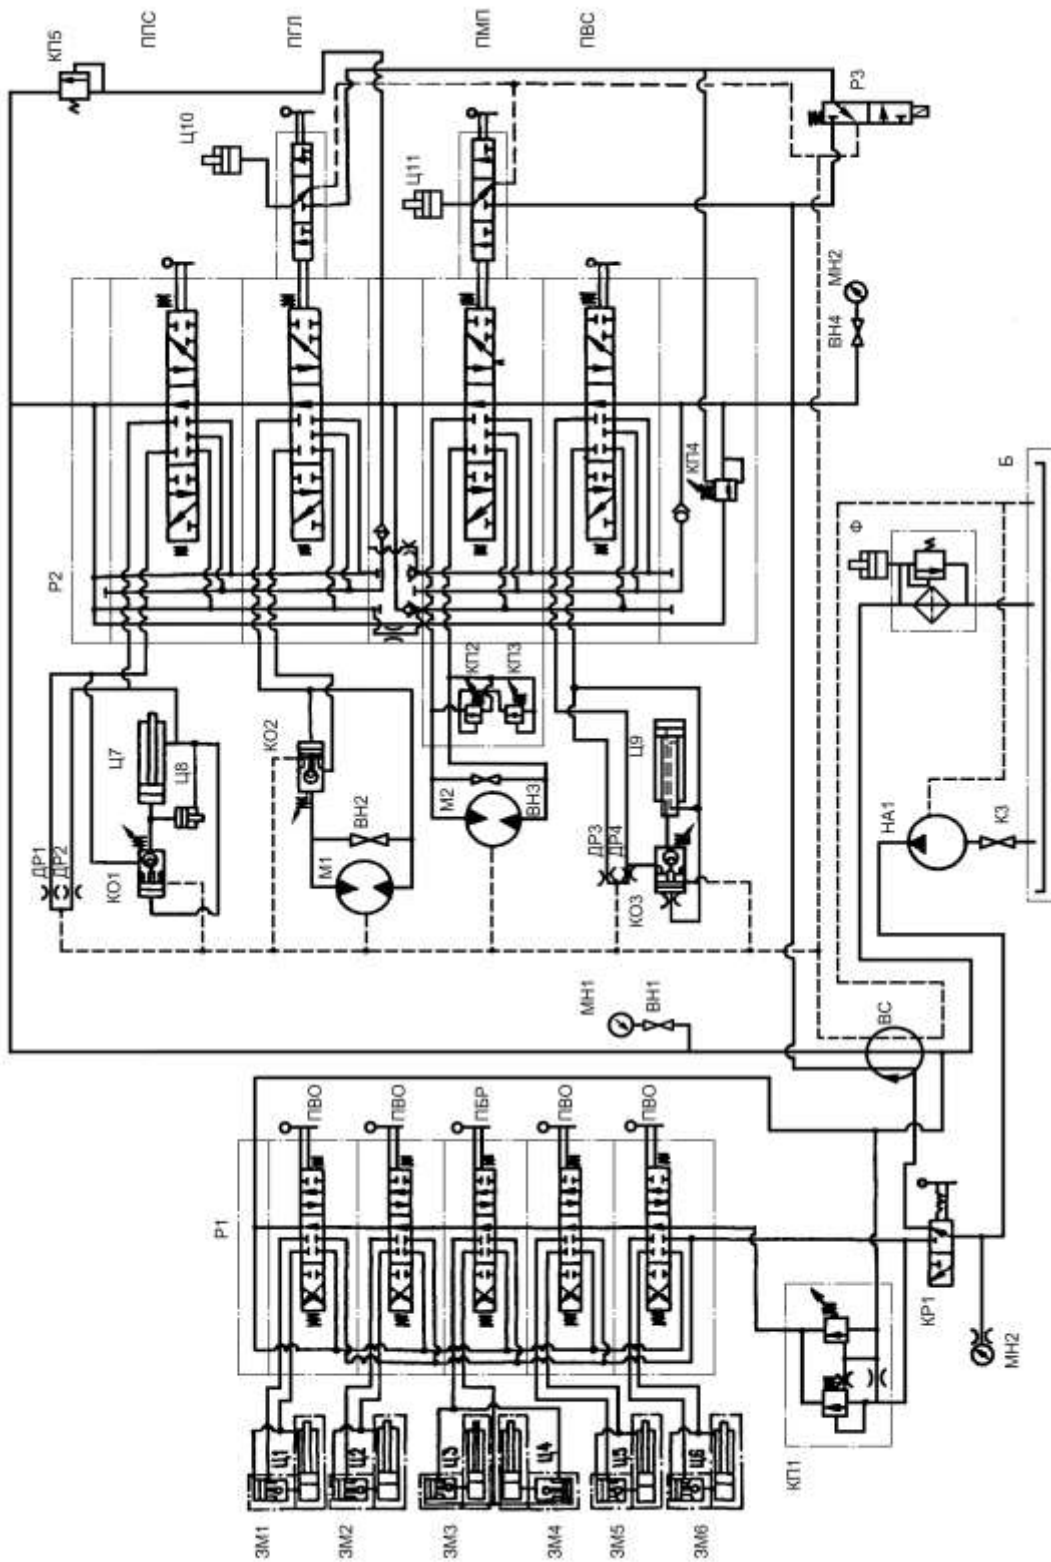 КП5
ППС
ПГЛ
ПМП
ПВС
Ц10
Ц11
Р3
МН2
ВН4
Р2
КП4
Б
Ф
КП2
КП3
КО2
Ц7
Ц8
Ц9
М2
ВН3
ВН2
М1
НА1
К3
ДР1
ДР2
КО1
ДР3
ДР4
КО3
МН1
ВН1
ВС
ПВО
ПВО
ПБР
ПВО
ПВО
Р1
КР1
МН2
КП1
Ц1
Ц2
Ц3
Ц4
Ц5
Ц6
ЗМ1
ЗМ2
ЗМ3
ЗМ4
ЗМ5
ЗМ6